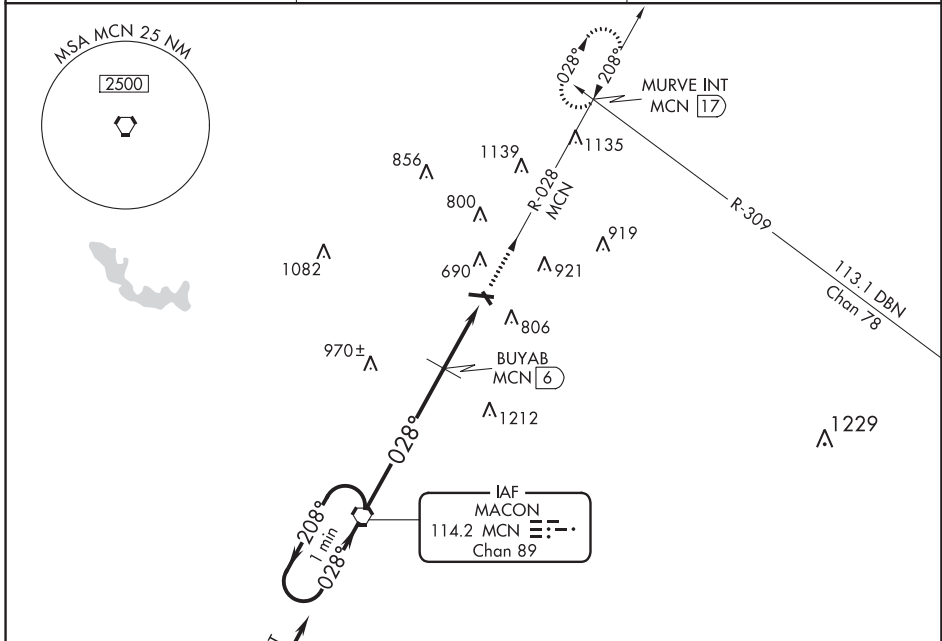 MSA MCN 25 NM
2500
028°
208°
MURVE INT
MCN 17
1135
1139
856
R-028
MCN
800
R-309
919
1082
690
921
113.1 DBN
Chan 78
806
970±
BUYAB
MCN 6
1212
1229
028°
IAF
MACON
114.2 MCN
Chan 89
208°
1 min
028°